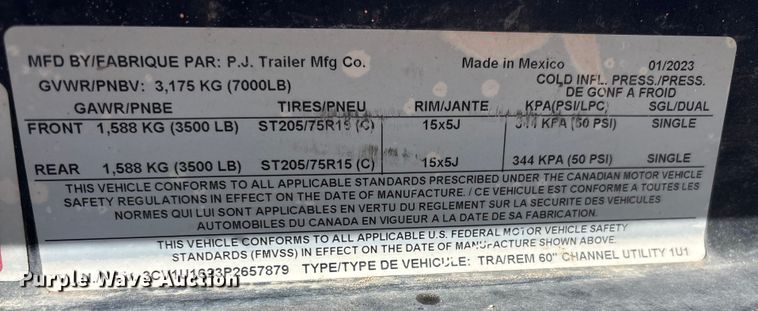 MFD BY/FABRIQUE PAR: P.J. Trailer Mfg Co. Made in Mexico 01/2023
GVWR/PNBV: 3,175 KG (7000LB) COLD INFL. PRESS./PRESS.
DE GONF A FROID
GAWR/PNBE TIRES/PNEU RIM/JANTE KPA(PSI/LPC) SGL/DUAL
FRONT 1,588 KG (3500 LB) ST205/75R15 (C) 15x5J 344 KPA (50 PSI) SINGLE
REAR 1,588 KG (3500 LB) ST205/75R15 (C) 15x5J 344 KPA (50 PSI) SINGLE
THIS VEHICLE CONFORMS TO ALL APPLICABLE STANDARDS PRESCRIBED UNDER THE CANADIAN MOTOR VEHICLE
SAFETY REGULATIONS IN EFFECT ON THE DATE OF MANUFACTURE. / CE VEHICULE EST CONFORME A TOUTES LES
NORMES QUI LUI SONT APPLICABLES EN VERTU DU REGLEMENT SUR LA SECURITE DES VEHICULES
AUTOMOBILES DU CANADA EN VIGUEUR A LA DATE DE SA FABRICATION.
THIS VEHICLE CONFORMS TO ALL APPLICABLE U.S. FEDERAL MOTOR VEHICLE
SAFETY STANDARDS (FMVSS) IN EFFECT ON THE DATE OF MANUFACTURE SHOWN ABOVE.
TYPE/TYPE DE VEHICULE: TRA/REM 60" CHANNEL UTILITY 1U1
Purple Wave Auction